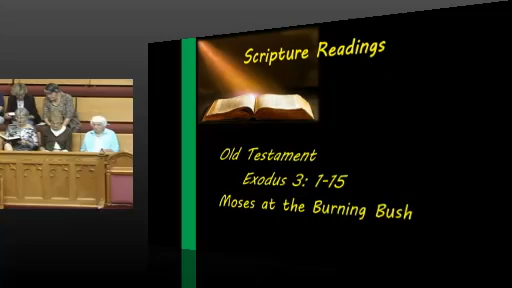 Scripture Readings
Old Testament
Exodus 3: 1-15
Moses at the Burning Bush